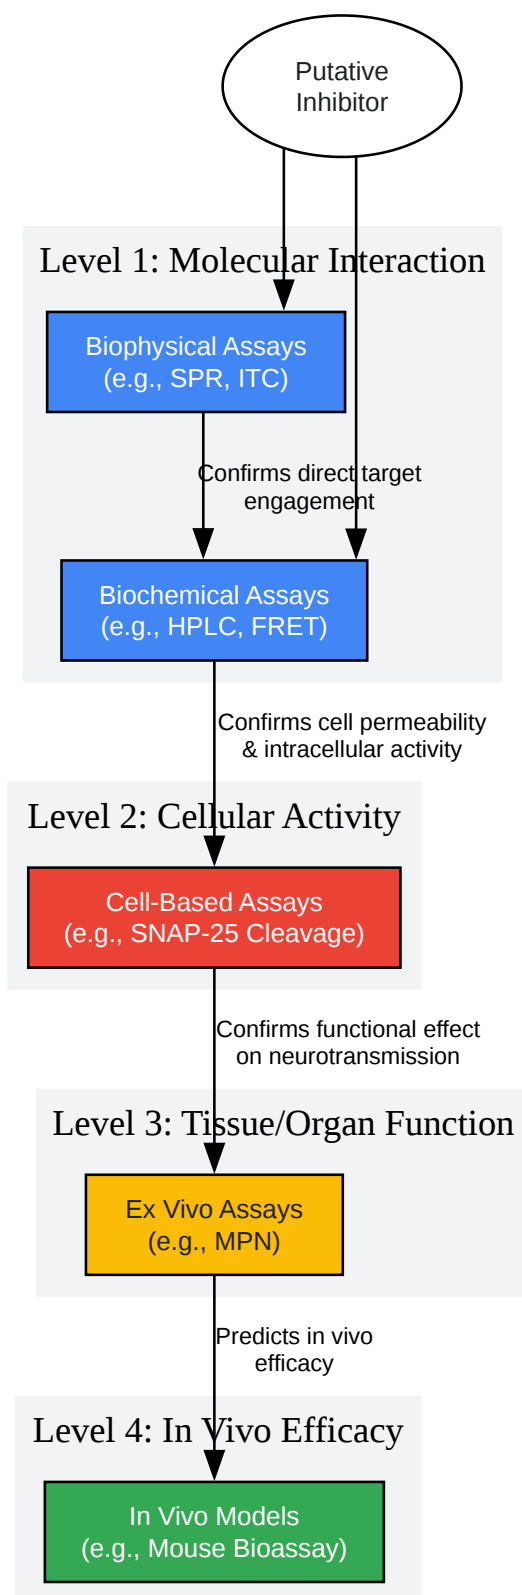 Putative
Inhibitor
Level 1: Molecular Interaction
Biophysical Assays
(e.g., SPR, ITC)
Confirms direct target
engagement
Biochemical Assays
(e.g., HPLC, FRET)
Confirms cell permeability
& intracellular activity
Level 2: Cellular Activity
Cell-Based Assays
(e.g., SNAP-25 Cleavage)
Confirms functional effect
on neurotransmission
Level 3: Tissue/Organ Function
Ex Vivo Assays
(e.g., MPN)
Predicts in vivo
efficacy
Level 4: In Vivo Efficacy
In Vivo Models
(e.g., Mouse Bioassay)